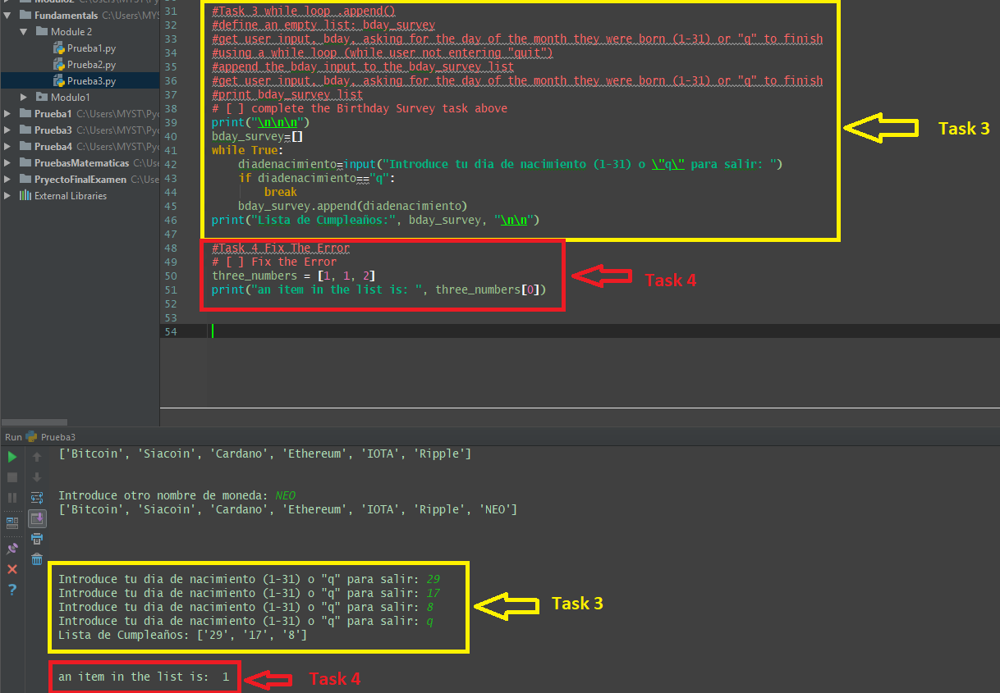 Fundamentals C:\Users\MYS
Module 2
Prueba1.py
Prueba2.py
Prueba3.py
Modulo1
Prueba1 C:\Users\MYST\Pyc
Prueba3 C:\Users\MYST\Pyc
Prueba4 C:\Users\MYST\Pyc
PruebasMatematicas C:\Use
PryectoFinalExamen C:\Use
External Libraries
31 #Task 3 while loop .append()
32 #define an empty list: bday_survey
33 #get user input, bday, asking for the day of the month they were born (1-31) or "q" to finish
34 #using a while loop (while user not entering "quit")
35 #append the bday input to the bday_survey list
36 #get user input, bday, asking for the day of the month they were born (1-31) or "q" to finish
37 #print bday_survey list
38 # [ ] complete the Birthday Survey task above
39 print("\n\n\n")
40 bday_survey=[]
41 while True:
42 diadenacimiento=input("Introduce tu dia de nacimiento (1-31) o \"q\" para salir: ")
43 if diadenacimiento=="q":
44 break
45 bday_survey.append(diadenacimiento)
46 print("Lista de Cumpleaños:", bday_survey, "\n\n")
47
48 #Task 4 Fix The Error
49 # [ ] Fix the Error
50 three_numbers = [1, 1, 2]
51 print("an item in the list is: ", three_numbers[0])
52
53
54
Task 3
Task 4
Run Prueba3
['Bitcoin', 'Siacoin', 'Cardano', 'Ethereum', 'IOTA', 'Ripple']
Introduce otro nombre de moneda: NEO
['Bitcoin', 'Siacoin', 'Cardano', 'Ethereum', 'IOTA', 'Ripple', 'NEO']
Introduce tu dia de nacimiento (1-31) o "q" para salir: 29
Introduce tu dia de nacimiento (1-31) o "q" para salir: 17
Introduce tu dia de nacimiento (1-31) o "q" para salir: 8
Introduce tu dia de nacimiento (1-31) o "q" para salir: q
Lista de Cumpleaños: ['29', '17', '8']
Task 3
an item in the list is:  1
Task 4